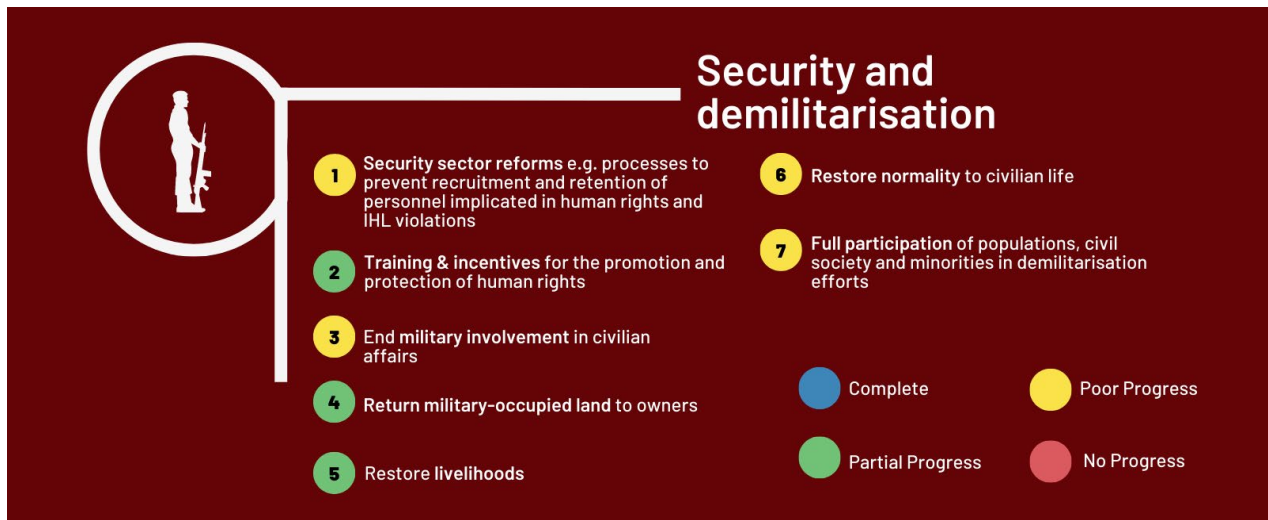 Security and
demilitarisation
1
Security sector reforms e.g. processes to
prevent recruitment and retention of
personnel implicated in human rights and
IHL violations
2
Training & incentives for the promotion and
protection of human rights
3
End military involvement in civilian
affairs
4
Return military-occupied land to owners
5
Restore livelihoods
6
Restore normality to civilian life
7
Full participation of populations, civil
society and minorities in demilitarisation
efforts
Complete
Poor Progress
Partial Progress
No Progress